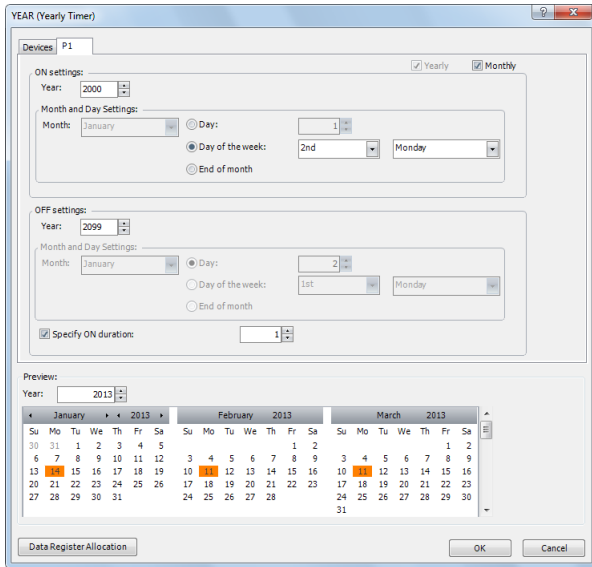 YEAR (Yearly Timer)
Devices P1
Yearly Monthly
ON settings:
Year: 2000
Month and Day Settings:
Month: January Day: 1
Day of the week: 2nd Monday
End of month
OFF settings:
Year: 2099
Month and Day Settings:
Month: January Day: 2
Day of the week: 1st Monday
End of month
Specify ON duration: 1
Preview:
Year: 2013
January 2013 February 2013 March 2013
Su Mo Tu We Th Fr Sa Su Mo Tu We Th Fr Sa Su Mo Tu We Th Fr Sa
30 31 1 2 3 4 5 1 2 1 2
6 7 8 9 10 11 12 3 4 5 6 7 8 9 3 4 5 6 7 8 9
13 14 15 16 17 18 19 10 11 12 13 14 15 16 10 11 12 13 14 15 16
20 21 22 23 24 25 26 17 18 19 20 21 22 23 17 18 19 20 21 22 23
27 28 29 30 31 24 25 26 27 28 24 25 26 27 28 29 30
31
Data Register Allocation OK Cancel